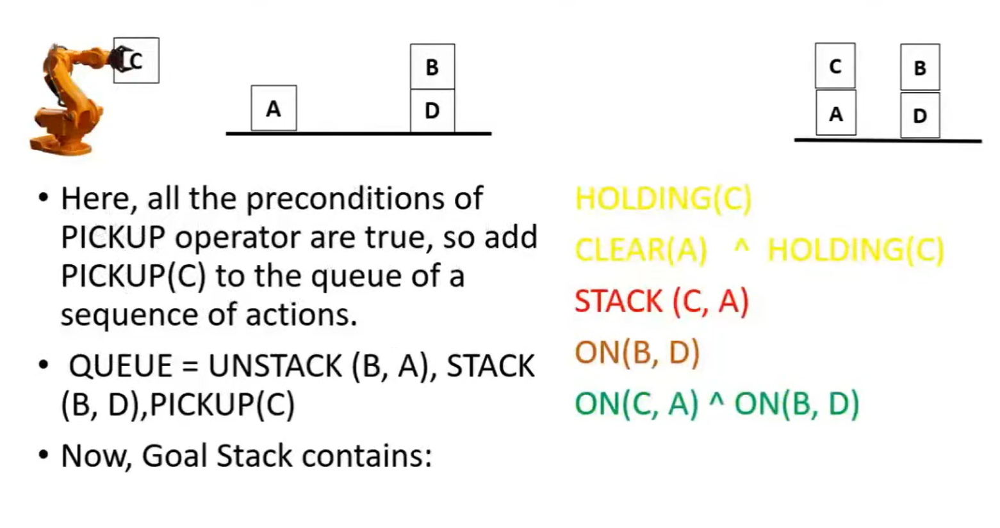 C
A
B
D
C
B
A
D
• Here, all the preconditions of
PICKUP operator are true, so add
PICKUP(C) to the queue of a
sequence of actions.
• QUEUE = UNSTACK (B, A), STACK
(B, D),PICKUP(C)
• Now, Goal Stack contains:
HOLDING(C)
CLEAR(A) ^ HOLDING(C)
STACK (C, A)
ON(B, D)
ON(C, A) ^ ON(B, D)